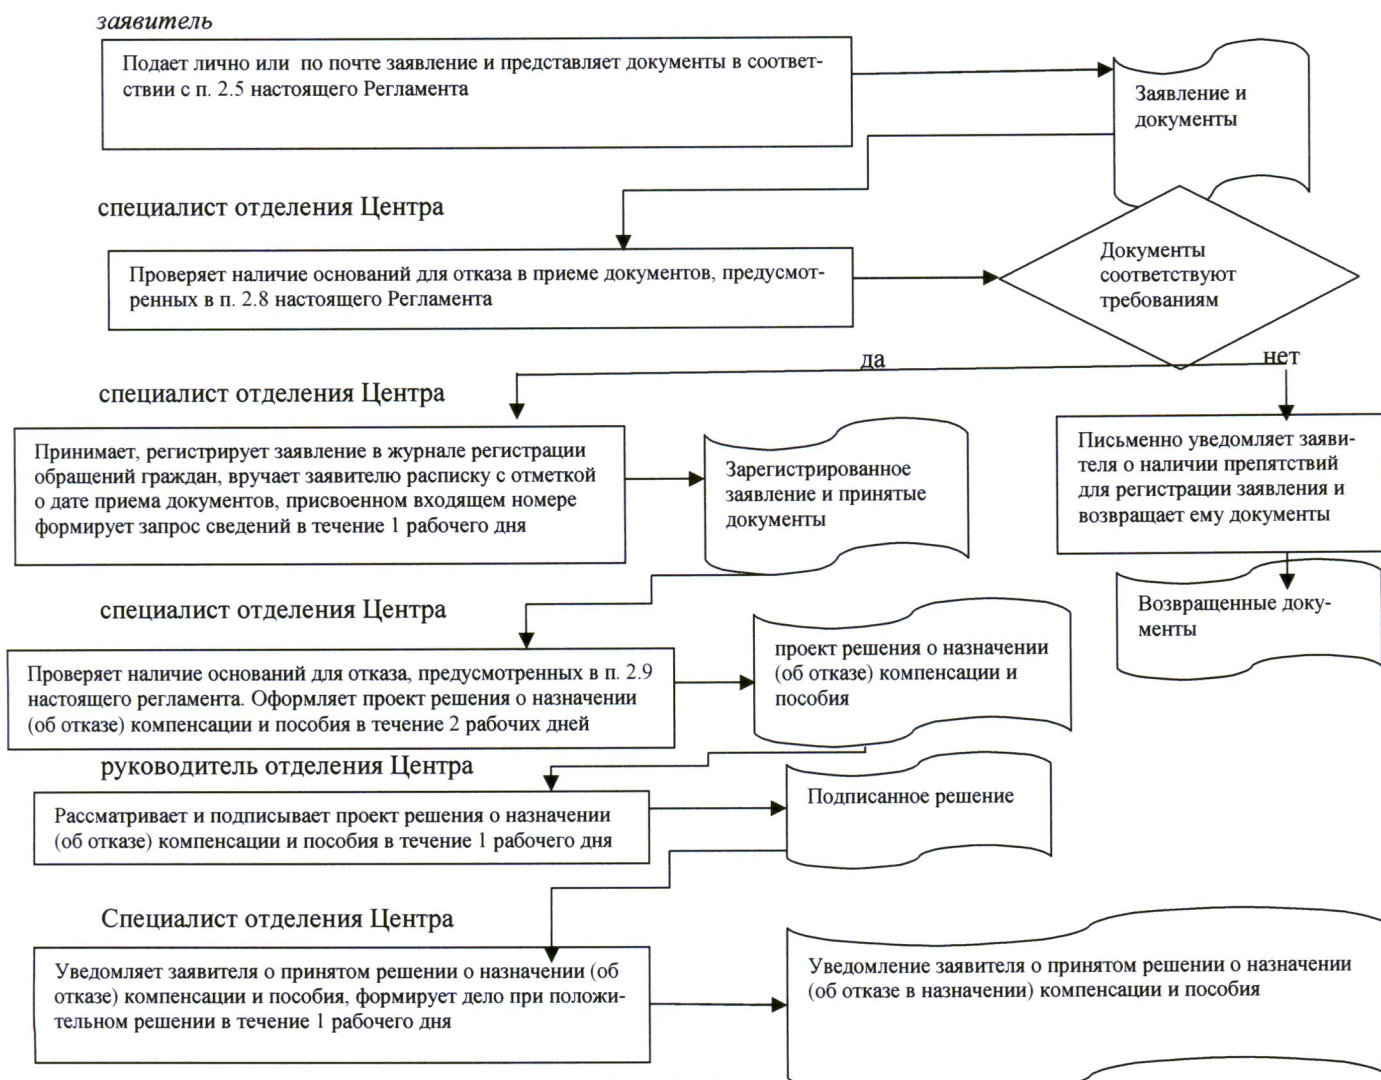 заявитель
Подает лично или по почте заявление и представляет документы в соответ-
ствии с п. 2.5 настоящего Регламента
Заявление и
документы
специалист отделения Центра
Проверяет наличие оснований для отказа в приеме документов, предусмот-
ренных в п. 2.8 настоящего Регламента
Документы
соответствуют
требованиям
да
нет
специалист отделения Центра
Принимает, регистрирует заявление в журнале регистрации
обращений граждан, вручает заявителю расписку с отметкой
о дате приема документов, присвоенном входящем номере
формирует запрос сведений в течение 1 рабочего дня
Зарегистрированное
заявление и принятые
документы
Письменно уведомляет заяви-
теля о наличии препятствий
для регистрации заявления и
возвращает ему документы
Возвращенные доку-
менты
специалист отделения Центра
Проверяет наличие оснований для отказа, предусмотренных в п. 2.9
настоящего регламента. Оформляет проект решения о назначении
(об отказе) компенсации и пособия в течение 2 рабочих дней
проект решения о назначении
(об отказе) компенсации и
пособия
руководитель отделения Центра
Рассматривает и подписывает проект решения о назначении
(об отказе) компенсации и пособия в течение 1 рабочего дня
Подписанное решение
Специалист отделения Центра
Уведомляет заявителя о принятом решении о назначении (об
отказе) компенсации и пособия, формирует дело при положи-
тельном решении в течение 1 рабочего дня
Уведомление заявителя о принятом решении о назначении
(об отказе в назначении) компенсации и пособия